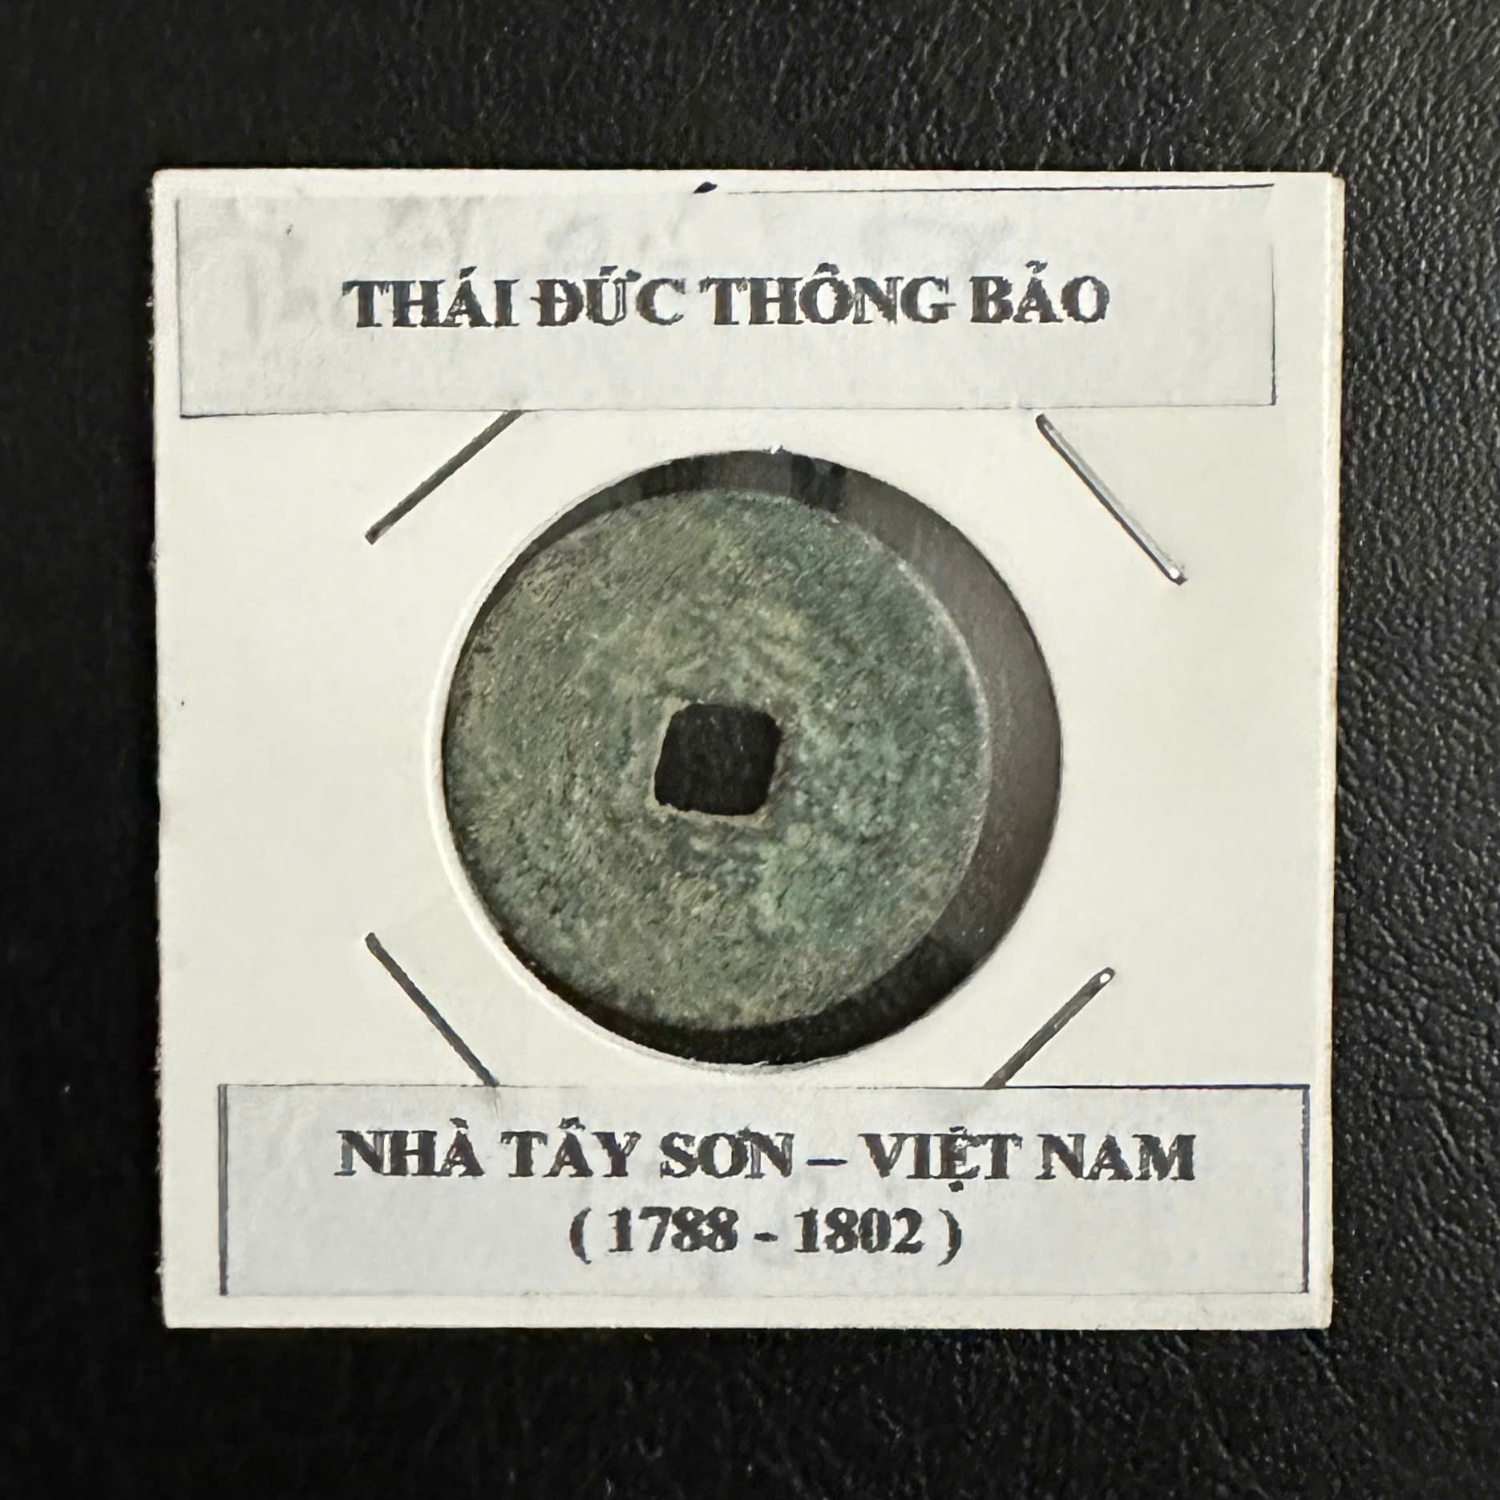 THÁI ĐỨC THÔNG BẢO
NHÀ TÂY SƠN – VIỆT NAM
( 1788 - 1802 )